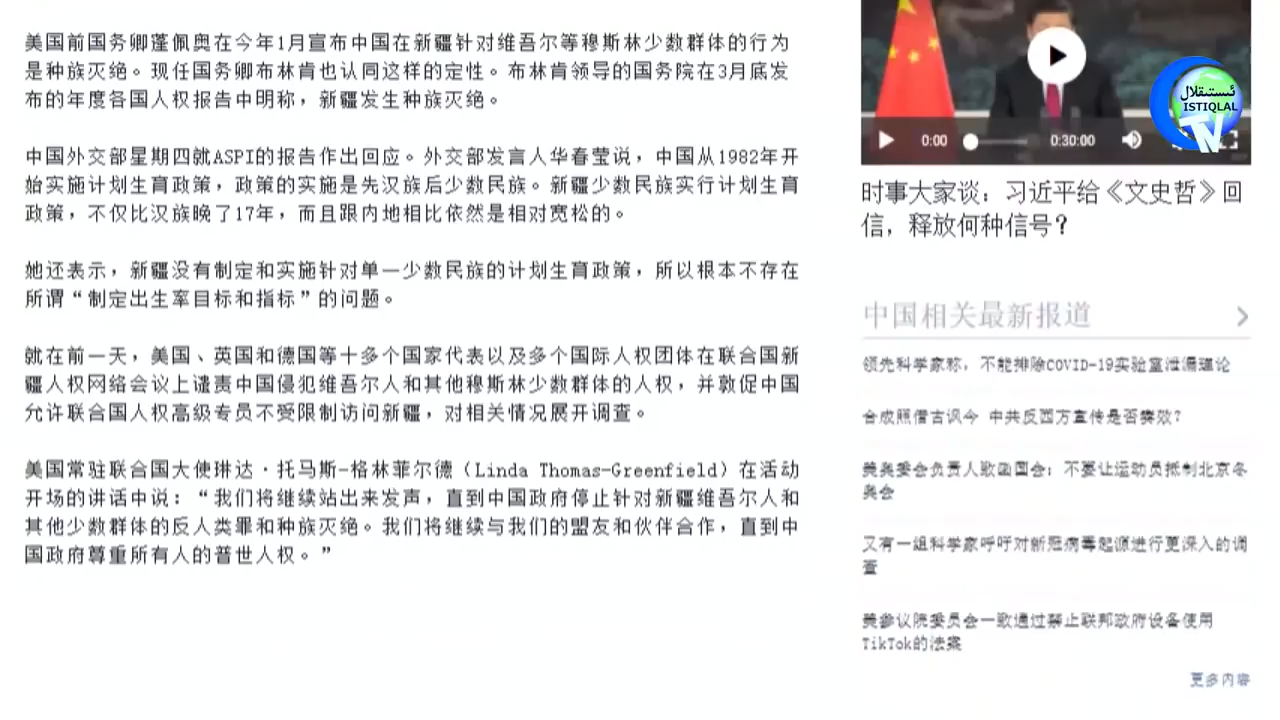 美国前国务卿蓬佩奥在今年1月宣布中国在新疆针对维吾尔等穆斯林少数群体的行为
是种族灭绝。现任国务卿布林肯也认同这样的定性。布林肯领导的国务院在3月底发
布的年度各国人权报告中明称，新疆发生种族灭绝。
中国外交部星期四就ASPI的报告作出回应。外交部发言人华春莹说，中国从1982年开
始实施计划生育政策，政策的实施是先汉族后少数民族。新疆少数民族实行计划生育
政策，不仅比汉族晚了17年，而且跟内地相比依然是相对宽松的。
她还表示，新疆没有制定和实施针对单一少数民族的计划生育政策，所以根本不存在
所谓“制定出生率目标和指标”的问题。
就在前一天，美国、英国和德国等十多个国家代表以及多个国际人权团体在联合国新
疆人权网络会议上谴责中国侵犯维吾尔人和其他穆斯林少数群体的人权，并敦促中国
允许联合国人权高级专员不受限制访问新疆，对相关情况展开调查。
美国常驻联合国大使琳达·托马斯-格林菲尔德（Linda Thomas-Greenfield）在活动
开场的讲话中说：“我们将继续站出来发声，直到中国政府停止针对新疆维吾尔人和
其他少数群体的反人类罪和种族灭绝。我们将继续与我们的盟友和伙伴合作，直到中
国政府尊重所有人的普世人权。”
ئىستىقلال
ISTIQLAL
TV
0:00
0:30:00
时事大家谈：习近平给《文史哲》回
信，释放何种信号？
中国相关最新报道
领先科学家称，不能排除COVID-19实验室泄漏理论
合成照借古讽今 中共反西方宣传是否奏效？
美奥委会负责人致函国会：不要让运动员抵制北京冬
奥会
又有一组科学家呼吁对新冠病毒起源进行更深入的调
查
美参议院委员会一致通过禁止联邦政府设备使用
TikTok的法案
更多内容